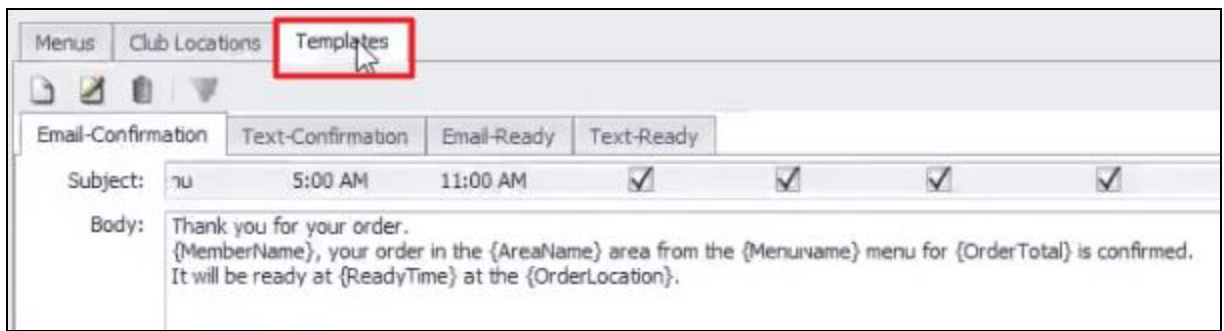 Menus Club Locations Templates
Email-Confirmation Text-Confirmation Email-Ready Text-Ready
Subject: nu 5:00 AM 11:00 AM
Body: Thank you for your order.
{MemberName}, your order in the {AreaName} area from the {MenuName} menu for {OrderTotal} is confirmed.
It will be ready at {ReadyTime} at the {OrderLocation}.